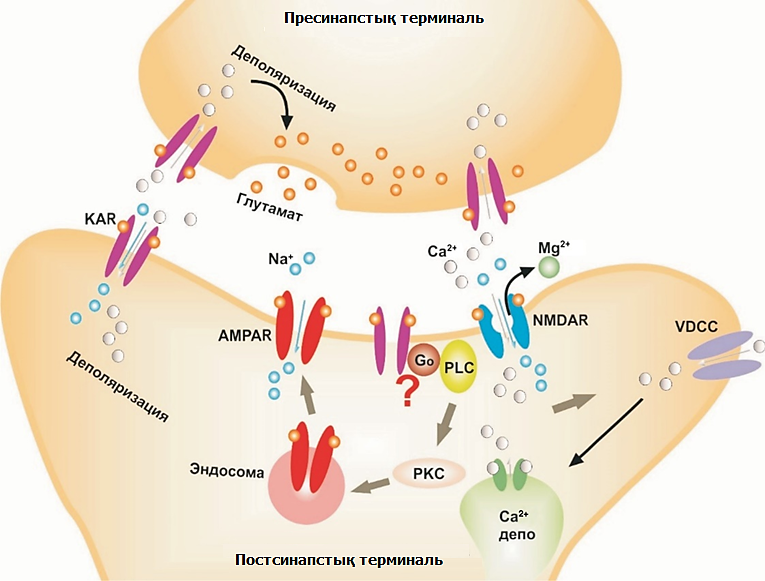 Пресинапстық терминаль
Деполяризация
Глутамат
KAR
Na⁺
Ca²⁺
Mg²⁺
AMPAR
NMDAR
VDCC
Go
PLC
?
Деполяризация
Эндосома
PKC
Ca²⁺
депо
Постсинапстық терминаль